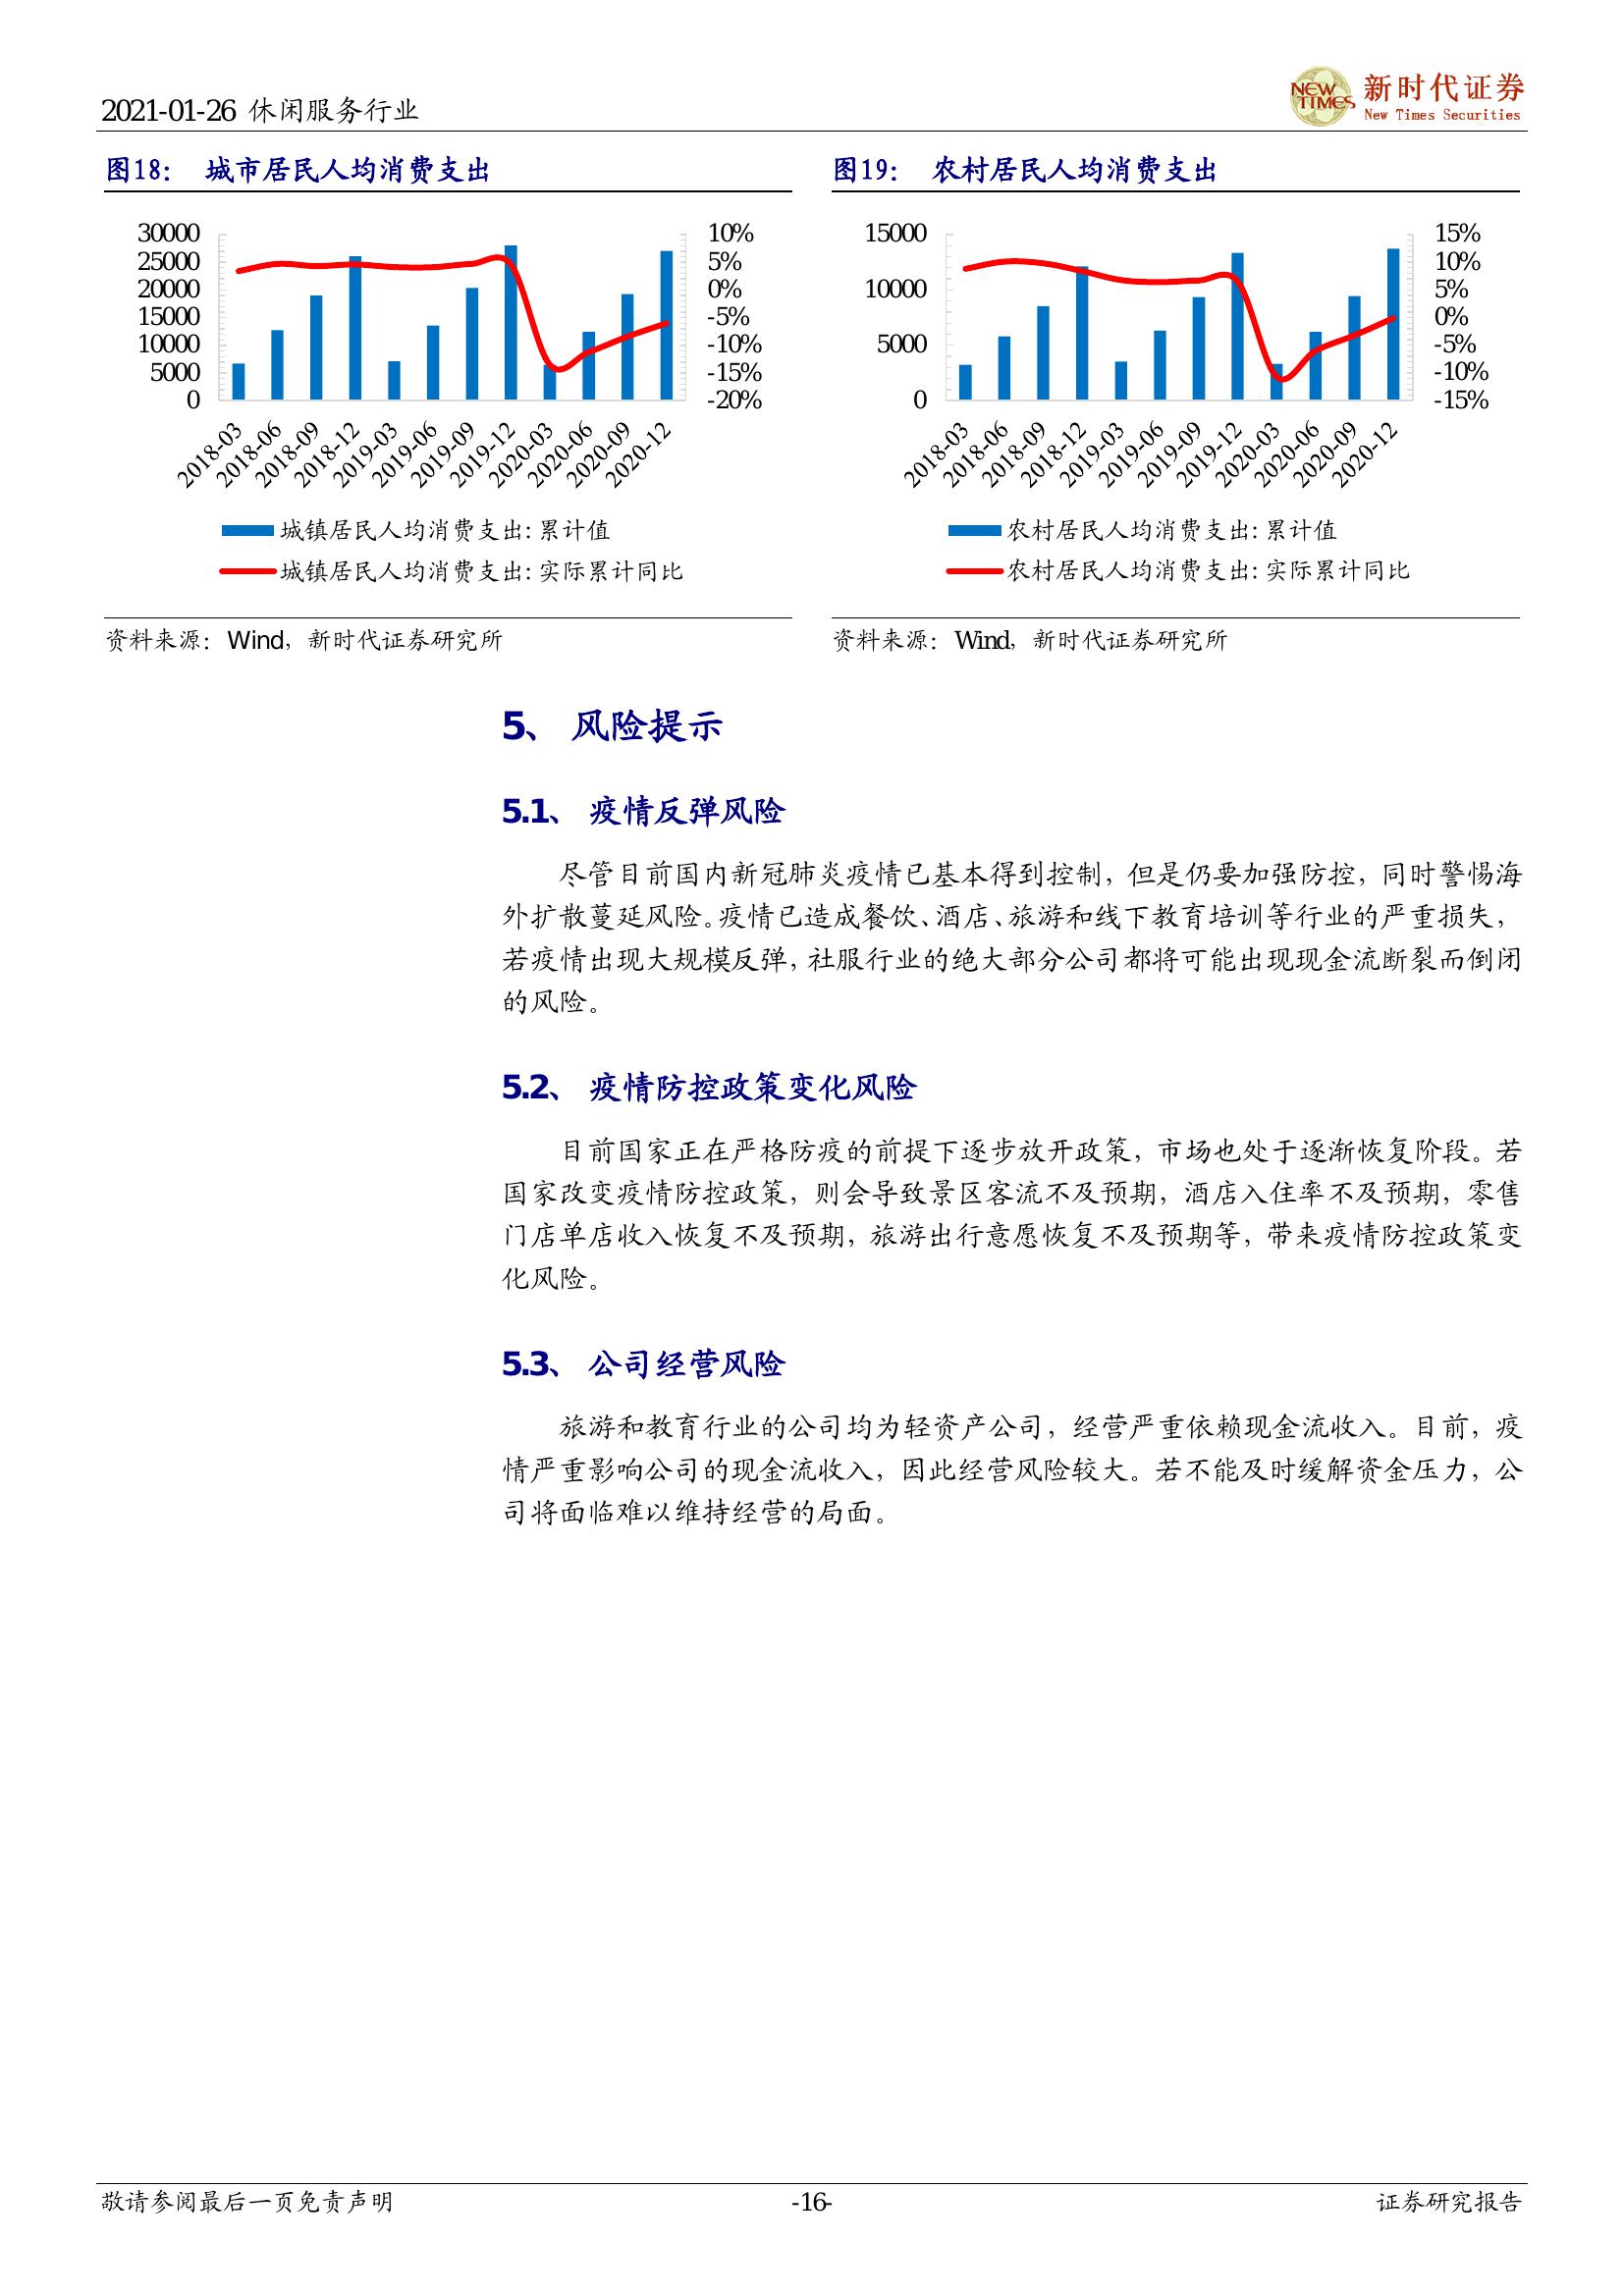 2021-01-26 休闲服务行业
NEW TIMES
新时代证券
New Times Securities
图18： 城市居民人均消费支出
30000
25000
20000
15000
10000
5000
0
10%
5%
0%
-5%
-10%
-15%
-20%
2018-03
2018-06
2018-09
2018-12
2019-03
2019-06
2019-09
2019-12
2020-03
2020-06
2020-09
2020-12
城镇居民人均消费支出:累计值
城镇居民人均消费支出:实际累计同比
资料来源：Wind，新时代证券研究所
图19： 农村居民人均消费支出
15000
10000
5000
0
15%
10%
5%
0%
-5%
-10%
-15%
2018-03
2018-06
2018-09
2018-12
2019-03
2019-06
2019-09
2019-12
2020-03
2020-06
2020-09
2020-12
农村居民人均消费支出:累计值
农村居民人均消费支出:实际累计同比
资料来源：Wind，新时代证券研究所
5、 风险提示
5.1、 疫情反弹风险
尽管目前国内新冠肺炎疫情已基本得到控制，但是仍要加强防控，同时警惕海
外扩散蔓延风险。疫情已造成餐饮、酒店、旅游和线下教育培训等行业的严重损失，
若疫情出现大规模反弹，社服行业的绝大部分公司都将可能出现现金流断裂而倒闭
的风险。
5.2、 疫情防控政策变化风险
目前国家正在严格防疫的前提下逐步放开政策，市场也处于逐渐恢复阶段。若
国家改变疫情防控政策，则会导致景区客流不及预期，酒店入住率不及预期，零售
门店单店收入恢复不及预期，旅游出行意愿恢复不及预期等，带来疫情防控政策变
化风险。
5.3、 公司经营风险
旅游和教育行业的公司均为轻资产公司，经营严重依赖现金流收入。目前，疫
情严重影响公司的现金流收入，因此经营风险较大。若不能及时缓解资金压力，公
司将面临难以维持经营的局面。
敬请参阅最后一页免责声明
-16-
证券研究报告